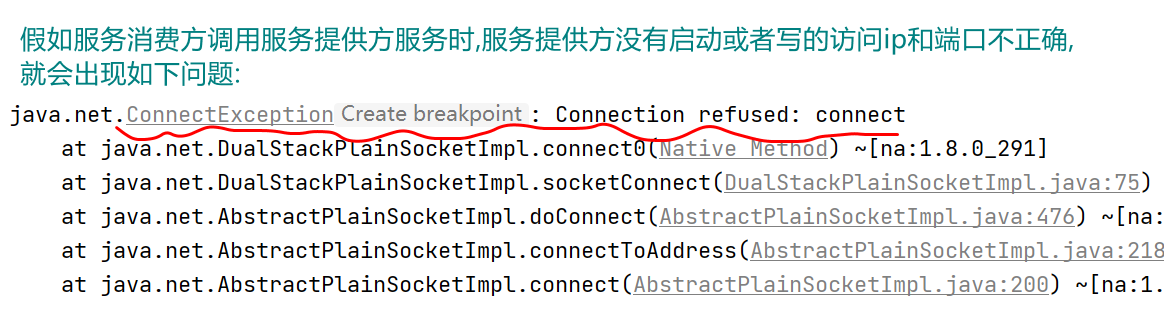 假如服务消费方调用服务提供方服务时,服务提供方没有启动或者写的访问ip和端口不正确,
就会出现如下问题:
java.net.ConnectException Create breakpoint : Connection refused: connect
at java.net.DualStackPlainSocketImpl.connect0(Native Method) ~[na:1.8.0_291]
at java.net.DualStackPlainSocketImpl.socketConnect(DualStackPlainSocketImpl.java:75)
at java.net.AbstractPlainSocketImpl.doConnect(AbstractPlainSocketImpl.java:476) ~[na:
at java.net.AbstractPlainSocketImpl.connectToAddress(AbstractPlainSocketImpl.java:218
at java.net.AbstractPlainSocketImpl.connect(AbstractPlainSocketImpl.java:200) ~[na:1.